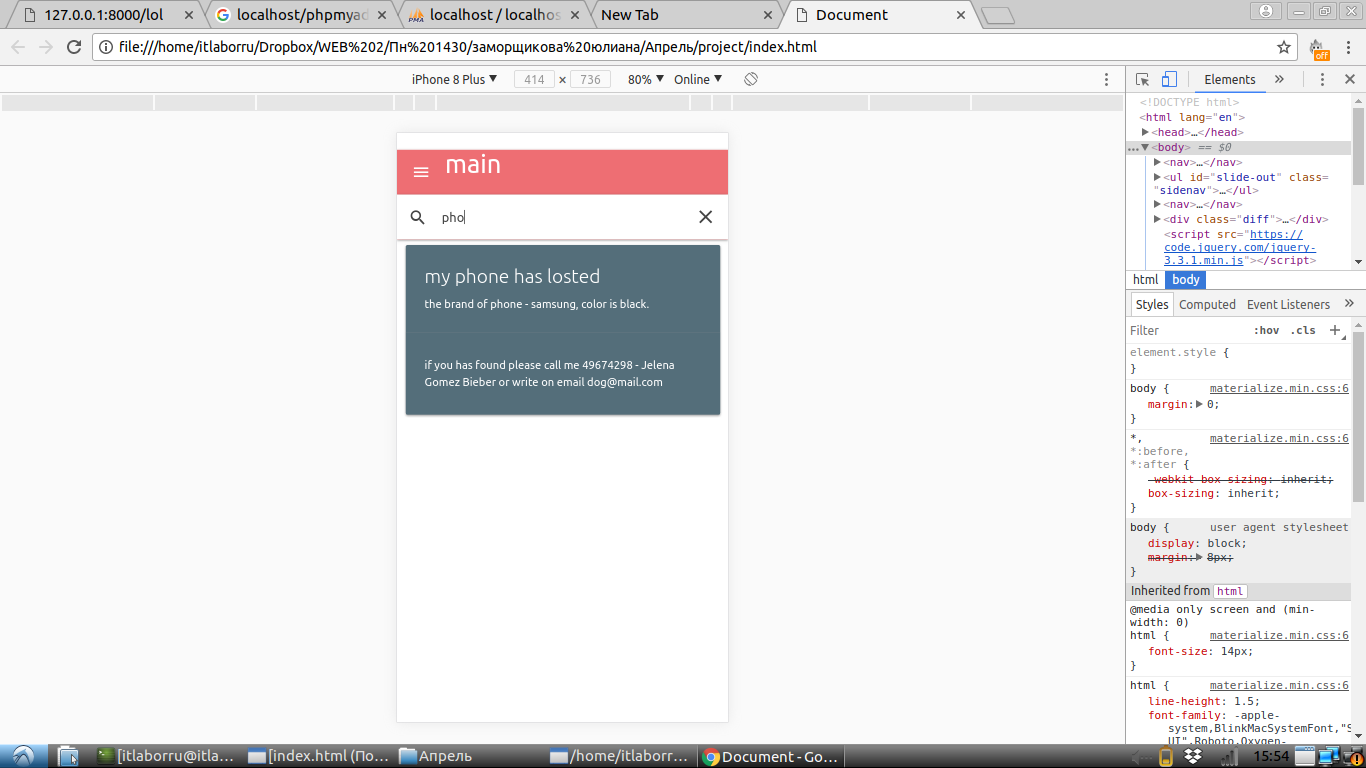 127.0.0.1:8000/lol
localhost/phpmyad
localhost / localhos
New Tab
Document
file:///home/itlaborru/Dropbox/WEB%202/Пн%201430/заморщикова%20юлиана/Апрель/project/index.html
off
iPhone 8 Plus ▼ 414 × 736 80% ▼ Online ▼
Elements »
main
pho
my phone has losted
the brand of phone - samsung, color is black.
if you has found please call me 49674298 - Jelena
Gomez Bieber or write on email dog@mail.com
<!DOCTYPE html>
<html lang="en">
▶<head>…</head>
…▼<body> == $0
▶<nav>…</nav>
▶<ul id="slide-out" class=
"sidenav">…</ul>
▶<nav>…</nav>
▶<div class="diff">…</div>
<script src="https://
code.jquery.com/jquery-
3.3.1.min.js"></script>
html body
Styles Computed Event Listeners »
Filter :hov .cls +
element.style {
}
body { materialize.min.css:6
margin:▶ 0;
}
*, materialize.min.css:6
*:before,
*:after {
-webkit-box-sizing: inherit;
box-sizing: inherit;
}
body { user agent stylesheet
display: block;
margin:▶ 8px;
}
Inherited from html
@media only screen and (min-
width: 0)
html { materialize.min.css:6
font-size: 14px;
}
html { materialize.min.css:6
line-height: 1.5;
font-family: -apple-
system,BlinkMacSystemFont,"S
UI",Roboto,Oxygen-
[itlaborru@itla...
[index.html (По...
Апрель
/home/itlaborr...
Document - Go...
15:54